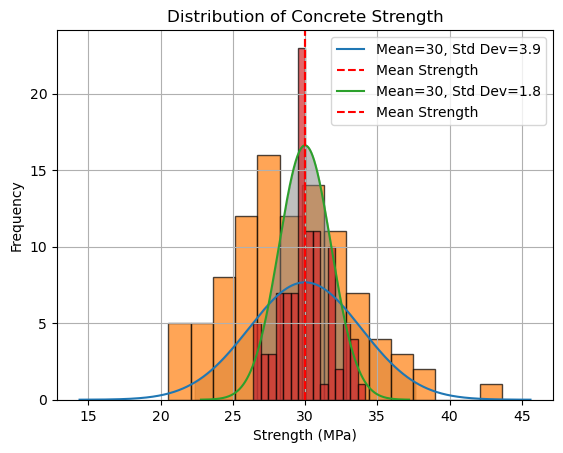 Distribution of Concrete Strength
Mean=30, Std Dev=3.9
Mean Strength
Mean=30, Std Dev=1.8
Mean Strength
Frequency
20
15
10
5
0
15
20
25
30
35
40
45
Strength (MPa)